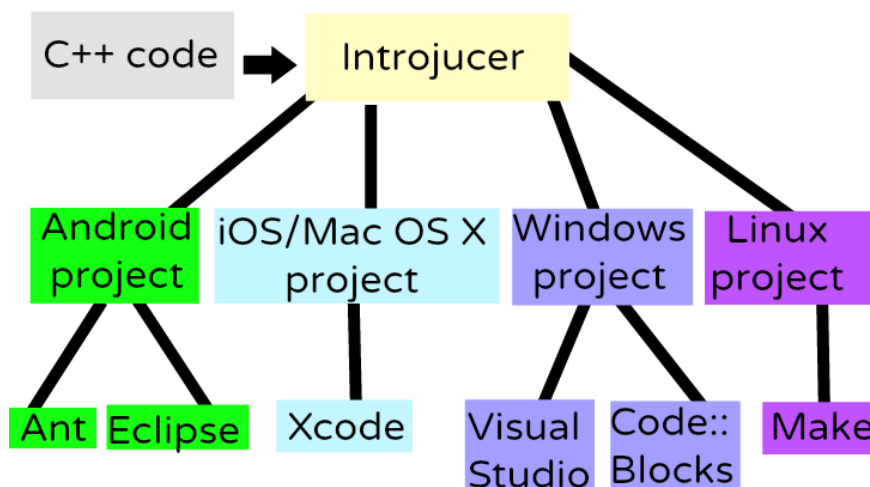 C++ code
Introjucer
Android
project
iOS/Mac OS X
project
Windows
project
Linux
project
Ant
Eclipse
Xcode
Visual
Studio
Code::
Blocks
Make